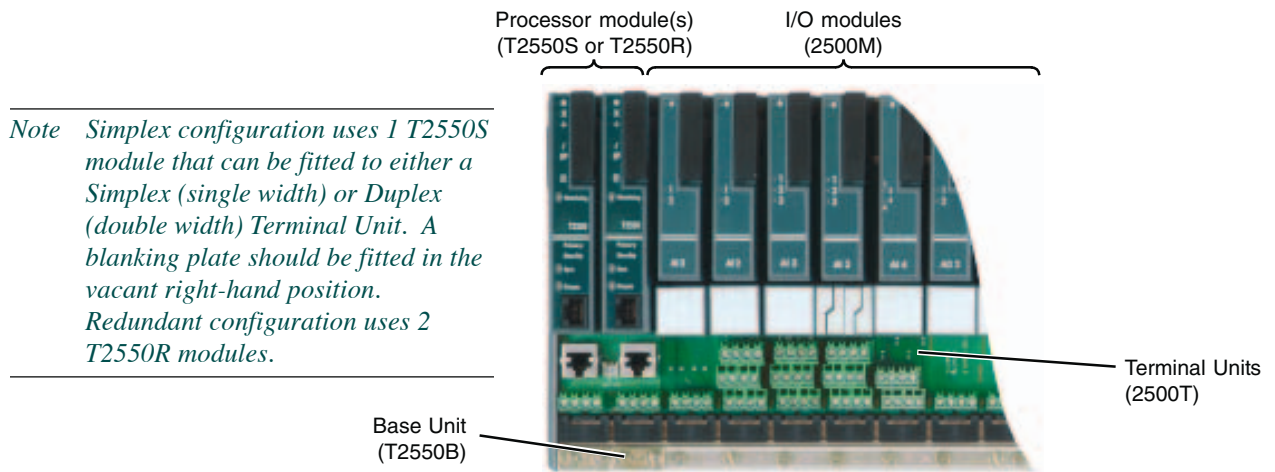 Processor module(s)
(T2550S or T2550R)
I/O modules
(2500M)
Note Simplex configuration uses 1 T2550S
module that can be fitted to either a
Simplex (single width) or Duplex
(double width) Terminal Unit. A
blanking plate should be fitted in the
vacant right-hand position.
Redundant configuration uses 2
T2550R modules.
Terminal Units
(2500T)
Base Unit
(T2550B)